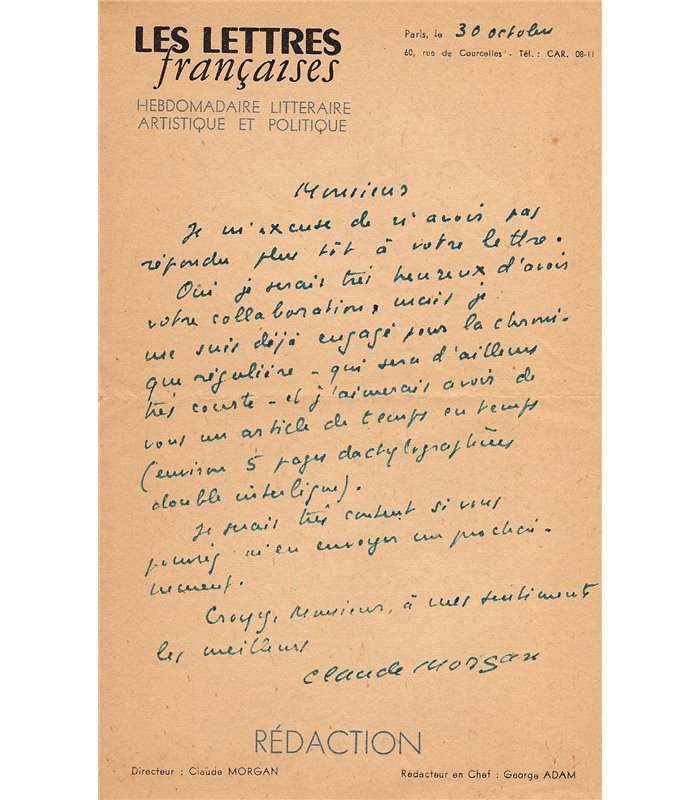 LES LETTRES
françaises
HEBDOMADAIRE LITTERAIRE
ARTISTIQUE ET POLITIQUE
Paris, le 30 octobre
60, rue de Courcelles - Tél. : CAR. 08-11
Monsieur
Je m'excuse de n'avoir pas
répondu plus tôt à votre lettre.
Oui je serais très heureux d'avoir
votre collaboration, mais je
me suis déjà engagé pour la chroni-
que régulière - qui sera d'ailleurs
très courte - et j'aimerais avoir de
vous un article de temps en temps
(environ 5 pages dactylographiées
double interligne).
Je serais très content si vous
pouviez m'en envoyer un prochai-
nement.
Croyez, Monsieur, à mes sentiments
les meilleurs
Claude Morgan
RÉDACTION
Directeur : Claude MORGAN
Rédacteur en Chef : George ADAM